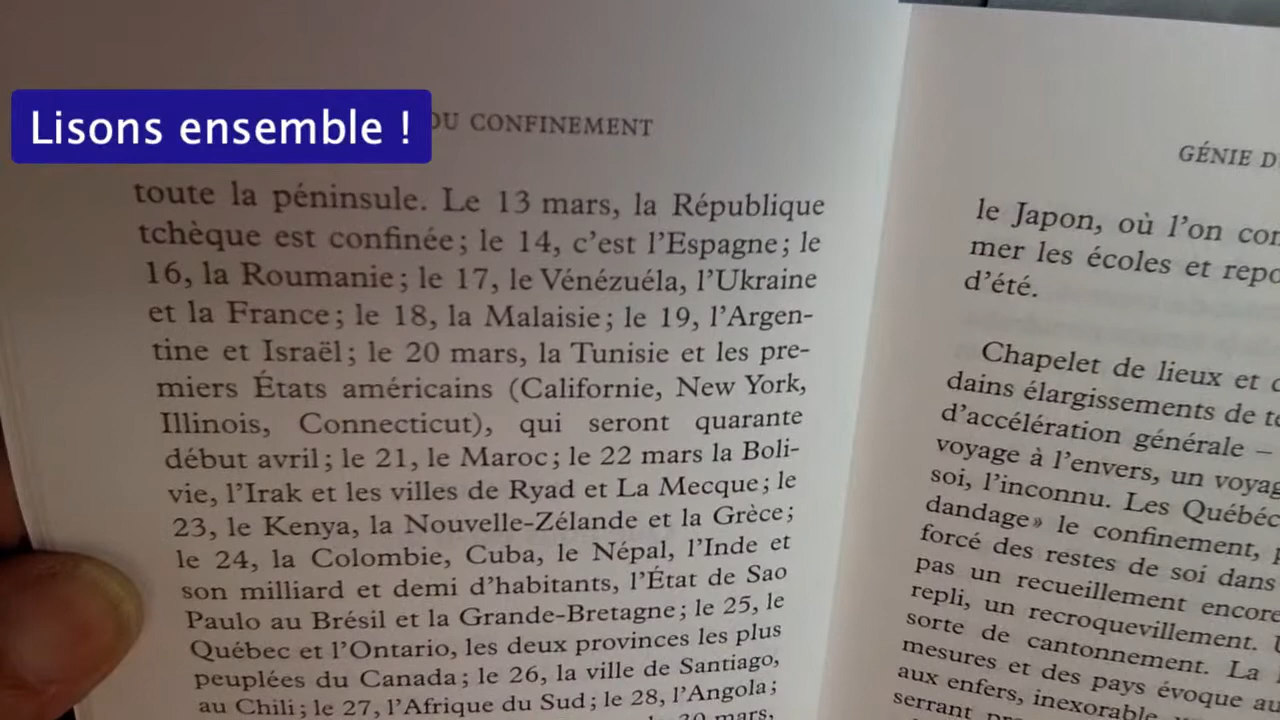 Lisons ensemble !
DU CONFINEMENT
toute la péninsule. Le 13 mars, la République
tchèque est confinée ; le 14, c'est l'Espagne ; le
16, la Roumanie ; le 17, le Vénézuéla, l'Ukraine
et la France ; le 18, la Malaisie ; le 19, l'Argen-
tine et Israël ; le 20 mars, la Tunisie et les pre-
miers États américains (Californie, New York,
Illinois, Connecticut), qui seront quarante
début avril ; le 21, le Maroc ; le 22 mars la Boli-
vie, l'Irak et les villes de Ryad et La Mecque ; le
23, le Kenya, la Nouvelle-Zélande et la Grèce ;
le 24, la Colombie, Cuba, le Népal, l'Inde et
son milliard et demi d'habitants, l'État de Sao
Paulo au Brésil et la Grande-Bretagne ; le 25, le
Québec et l'Ontario, les deux provinces les plus
peuplées du Canada ; le 26, la ville de Santiago,
au Chili ; le 27, l'Afrique du Sud ; le 28, l'Angola ;
30 mars,
GÉNIE
le Japon, où l'on
mer les écoles et
d'été.
Chapelet de lieux et
dains élargissements de
d'accélération générale –
voyage à l'envers, un
soi, l'inconnu. Les
dandage » le confinement,
forcé des restes de soi dans
pas un recueillement
repli, un recroquevillement.
sorte de cantonnement. La
mesures et des pays évoque
aux enfers, inexorable
serrant